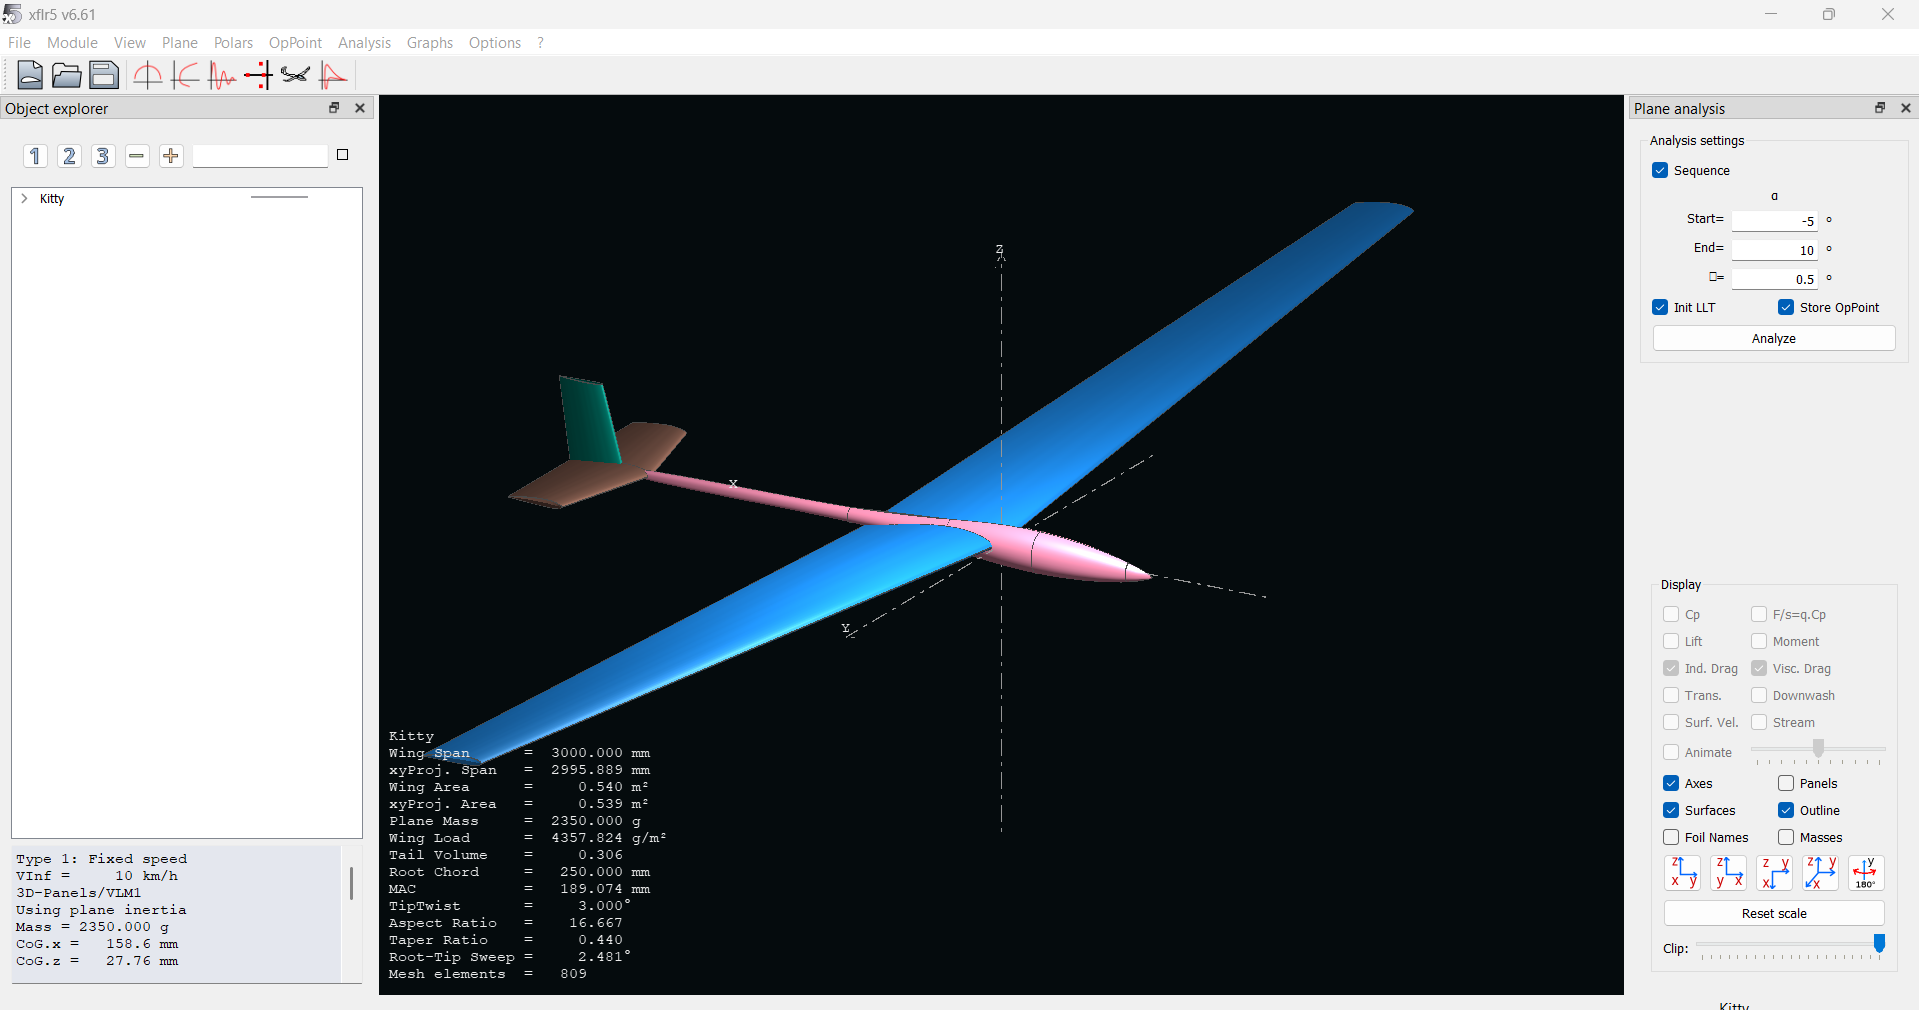 xflr5 v6.61
File Module View Plane Polars OpPoint Analysis Graphs Options ?
Object explorer
1 2 3
Kitty
Type 1: Fixed speed
VInf = 10 km/h
3D-Panels/VLM1
Using plane inertia
Mass = 2350.000 g
CoG.x = 158.6 mm
CoG.z = 27.76 mm
Z
X
Y
Kitty
Wing Span = 3000.000 mm
xyProj. Span = 2995.889 mm
Wing Area = 0.540 m²
xyProj. Area = 0.539 m²
Plane Mass = 2350.000 g
Wing Load = 4357.824 g/m²
Tail Volume = 0.306
Root Chord = 250.000 mm
MAC = 189.074 mm
TipTwist = 3.000°
Aspect Ratio = 16.667
Taper Ratio = 0.440
Root-Tip Sweep = 2.481°
Mesh elements = 809
Plane analysis
Analysis settings
Sequence
α
Start= -5 °
End= 10 °
□= 0.5 °
Init LLT Store OpPoint
Analyze
Display
Cp F/s=q.Cp
Lift Moment
Ind. Drag Visc. Drag
Trans. Downwash
Surf. Vel. Stream
Animate
Axes Panels
Surfaces Outline
Foil Names Masses
z x y z y x z y x z y x y 180°
Reset scale
Clip:
Kitty